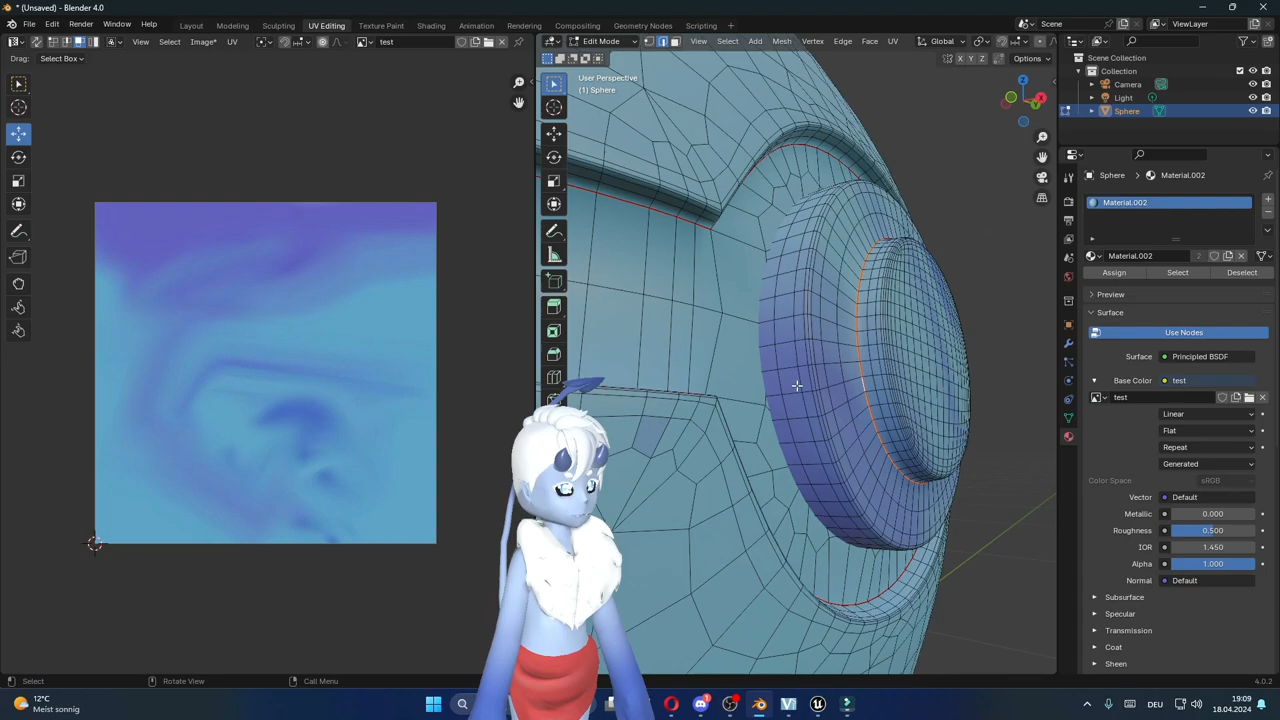 * (Unsaved) - Blender 4.0
File Edit Render Window Help Layout Modeling Sculpting UV Editing Texture Paint Shading Animation Rendering Compositing Geometry Nodes Scripting + Scene ViewLayer
View Select Image* UV test
Edit Mode View Select Add Mesh Vertex Edge Face UV Global
Drag: Select Box
X Y Z Options
User Perspective
(1) Sphere
Scene Collection
Collection
Camera
Light
Sphere
Sphere > Material.002
Material.002
Material.002 2
Assign Select Deselect
Preview
Surface
Use Nodes
Surface Principled BSDF
Base Color test
test
Linear
Flat
Repeat
Generated
Color Space sRGB
Vector Default
Metallic 0.000
Roughness 0.500
IOR 1.450
Alpha 1.000
Normal Default
Subsurface
Specular
Transmission
Coat
Sheen
Select Rotate View Call Menu 4.0.2
12°C
Meist sonnig
DEU
19:09
18.04.2024